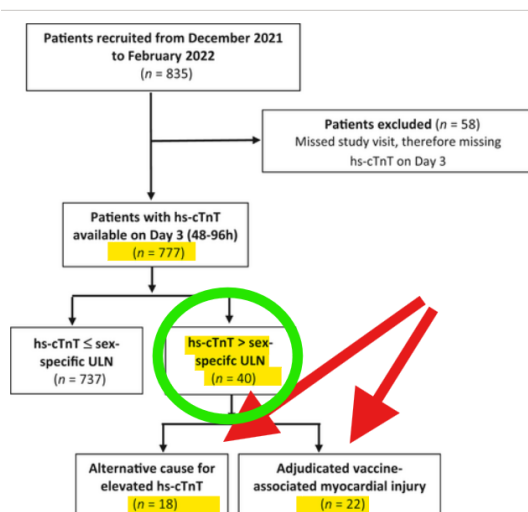 Patients recruited from December 2021
to February 2022
(n = 835)
Patients excluded (n = 58)
Missed study visit, therefore missing
hs-cTnT on Day 3
Patients with hs-cTnT
available on Day 3 (48-96h)
(n = 777)
hs-cTnT ≤ sex-
specific ULN
(n = 737)
hs-cTnT > sex-
specifc ULN
(n = 40)
Alternative cause for
elevated hs-cTnT
(n = 18)
Adjudicated vaccine-
associated myocardial injury
(n = 22)